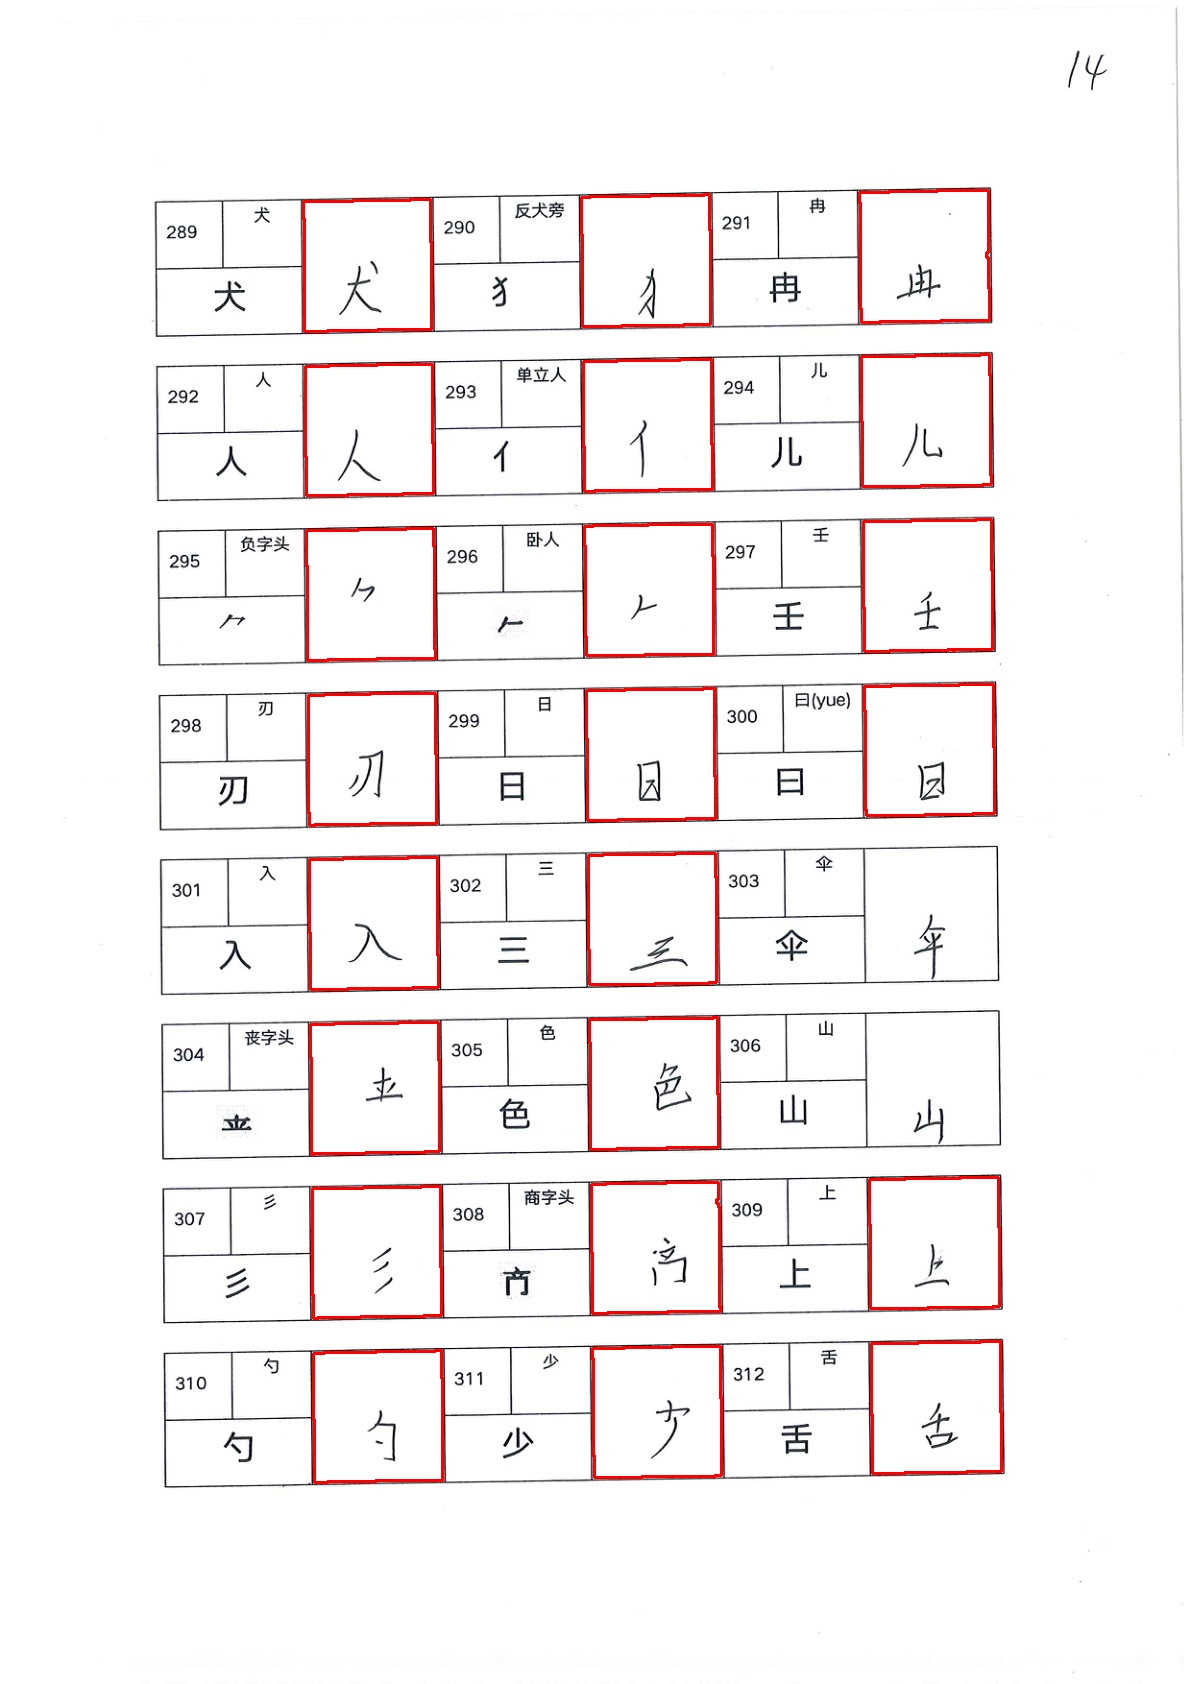 14
289 犬 犬 犬 290 反犬旁 犭 犭 291 冉 冉 冉
292 人 人 人 293 单立人 亻 亻 294 儿 儿 儿
295 负字头 ⺈ ⺈ 296 卧人 𠂉 𠂉 297 壬 壬 壬
298 刃 刃 刃 299 日 日 日 300 曰(yue) 曰 曰
301 入 入 入 302 三 三 三 303 伞 伞 伞
304 丧字头 305 色 色 色 306 山 山 山
307 彡 彡 彡 308 商字头 309 上 上 上
310 勺 勺 勺 311 少 少 少 312 舌 舌 舌